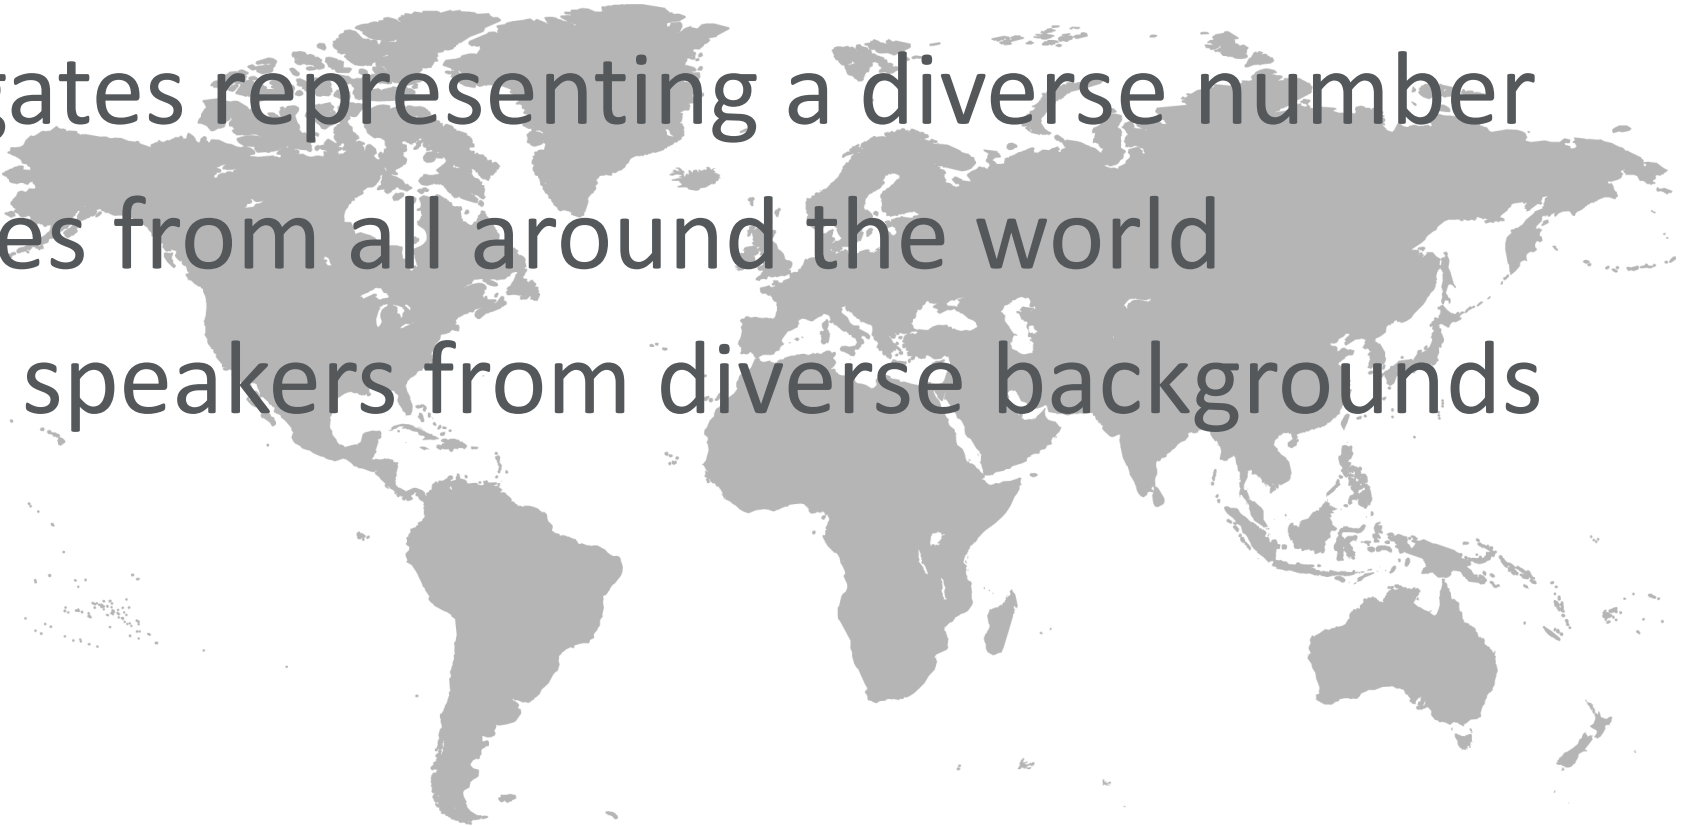 gates representing a diverse number
es from all around the world
speakers from diverse backgrounds